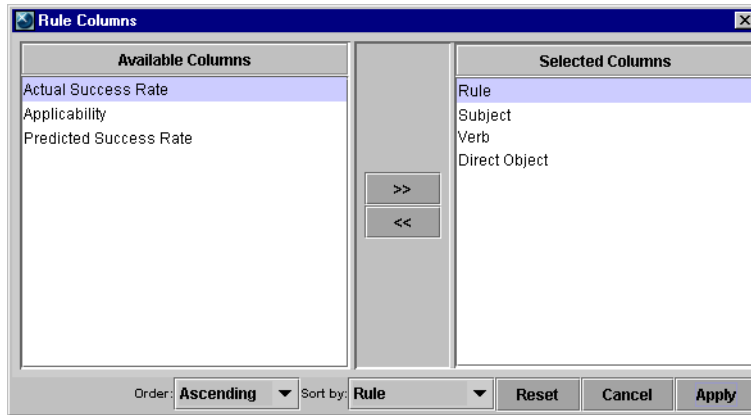 Rule Columns
Available Columns
Actual Success Rate
Applicability
Predicted Success Rate
>>
<<
Selected Columns
Rule
Subject
Verb
Direct Object
Order: Ascending Sort by: Rule Reset Cancel Apply